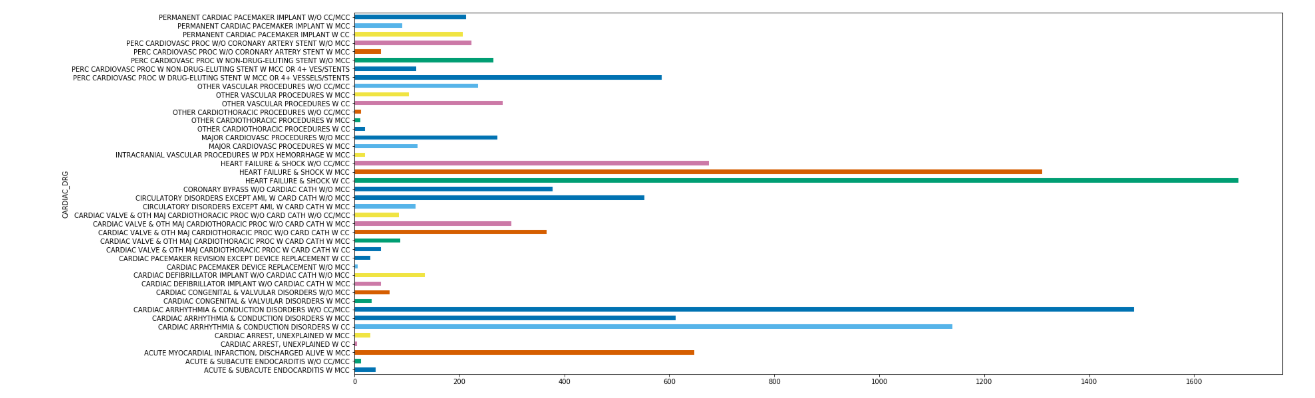 PERMANENT CARDIAC PACEMAKER IMPLANT W/O CC/MCC
PERMANENT CARDIAC PACEMAKER IMPLANT W MCC
PERMANENT CARDIAC PACEMAKER IMPLANT W CC
PERC CARDIOVASC PROC W/O CORONARY ARTERY STENT W/O MCC
PERC CARDIOVASC PROC W/O CORONARY ARTERY STENT W MCC
PERC CARDIOVASC PROC W NON-DRUG-ELUTING STENT W/O MCC
PERC CARDIOVASC PROC W NON-DRUG-ELUTING STENT W MCC OR 4+ VES/STENTS
PERC CARDIOVASC PROC W DRUG-ELUTING STENT W MCC OR 4+ VESSELS/STENTS
OTHER VASCULAR PROCEDURES W/O CC/MCC
OTHER VASCULAR PROCEDURES W MCC
OTHER VASCULAR PROCEDURES W CC
OTHER CARDIOTHORACIC PROCEDURES W/O CC/MCC
OTHER CARDIOTHORACIC PROCEDURES W MCC
OTHER CARDIOTHORACIC PROCEDURES W CC
MAJOR CARDIOVASC PROCEDURES W/O MCC
MAJOR CARDIOVASC PROCEDURES W MCC
INTRACRANIAL VASCULAR PROCEDURES W PDX HEMORRHAGE W MCC
HEART FAILURE & SHOCK W/O CC/MCC
HEART FAILURE & SHOCK W MCC
HEART FAILURE & SHOCK W CC
CORONARY BYPASS W/O CARDIAC CATH W/O MCC
CIRCULATORY DISORDERS EXCEPT AMI, W CARD CATH W/O MCC
CIRCULATORY DISORDERS EXCEPT AMI, W CARD CATH W MCC
CARDIAC VALVE & OTH MAJ CARDIOTHORACIC PROC W/O CARD CATH W/O CC/MCC
CARDIAC VALVE & OTH MAJ CARDIOTHORACIC PROC W/O CARD CATH W MCC
CARDIAC VALVE & OTH MAJ CARDIOTHORACIC PROC W/O CARD CATH W CC
CARDIAC VALVE & OTH MAJ CARDIOTHORACIC PROC W CARD CATH W MCC
CARDIAC VALVE & OTH MAJ CARDIOTHORACIC PROC W CARD CATH W CC
CARDIAC PACEMAKER REVISION EXCEPT DEVICE REPLACEMENT W CC
CARDIAC PACEMAKER DEVICE REPLACEMENT W/O MCC
CARDIAC DEFIBRILLATOR IMPLANT W/O CARDIAC CATH W/O MCC
CARDIAC DEFIBRILLATOR IMPLANT W/O CARDIAC CATH W MCC
CARDIAC CONGENITAL & VALVULAR DISORDERS W/O MCC
CARDIAC CONGENITAL & VALVULAR DISORDERS W MCC
CARDIAC ARRHYTHMIA & CONDUCTION DISORDERS W/O CC/MCC
CARDIAC ARRHYTHMIA & CONDUCTION DISORDERS W MCC
CARDIAC ARRHYTHMIA & CONDUCTION DISORDERS W CC
CARDIAC ARREST, UNEXPLAINED W MCC
CARDIAC ARREST, UNEXPLAINED W CC
ACUTE MYOCARDIAL INFARCTION, DISCHARGED ALIVE W MCC
ACUTE & SUBACUTE ENDOCARDITIS W/O CC/MCC
ACUTE & SUBACUTE ENDOCARDITIS W MCC
CARDIAC_DRG
0 200 400 600 800 1000 1200 1400 1600